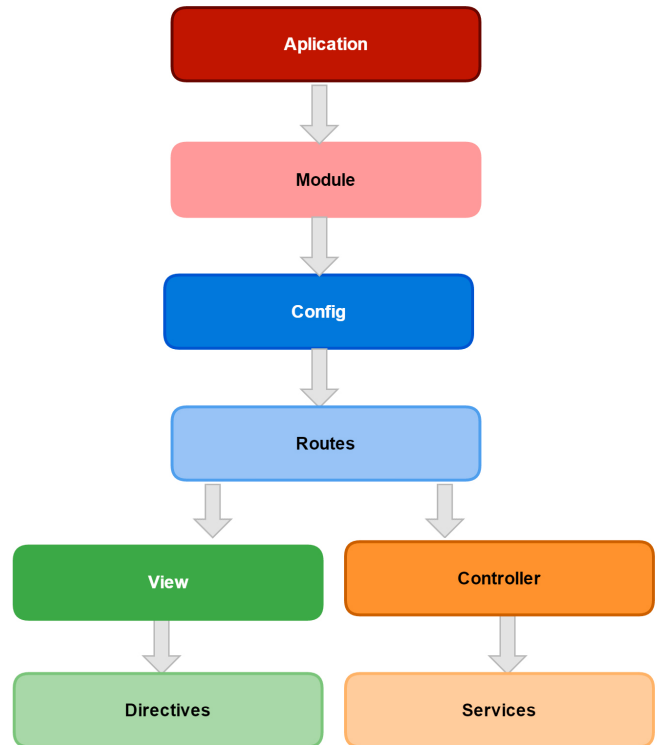 Aplication
Module
Config
Routes
View
Controller
Directives
Services